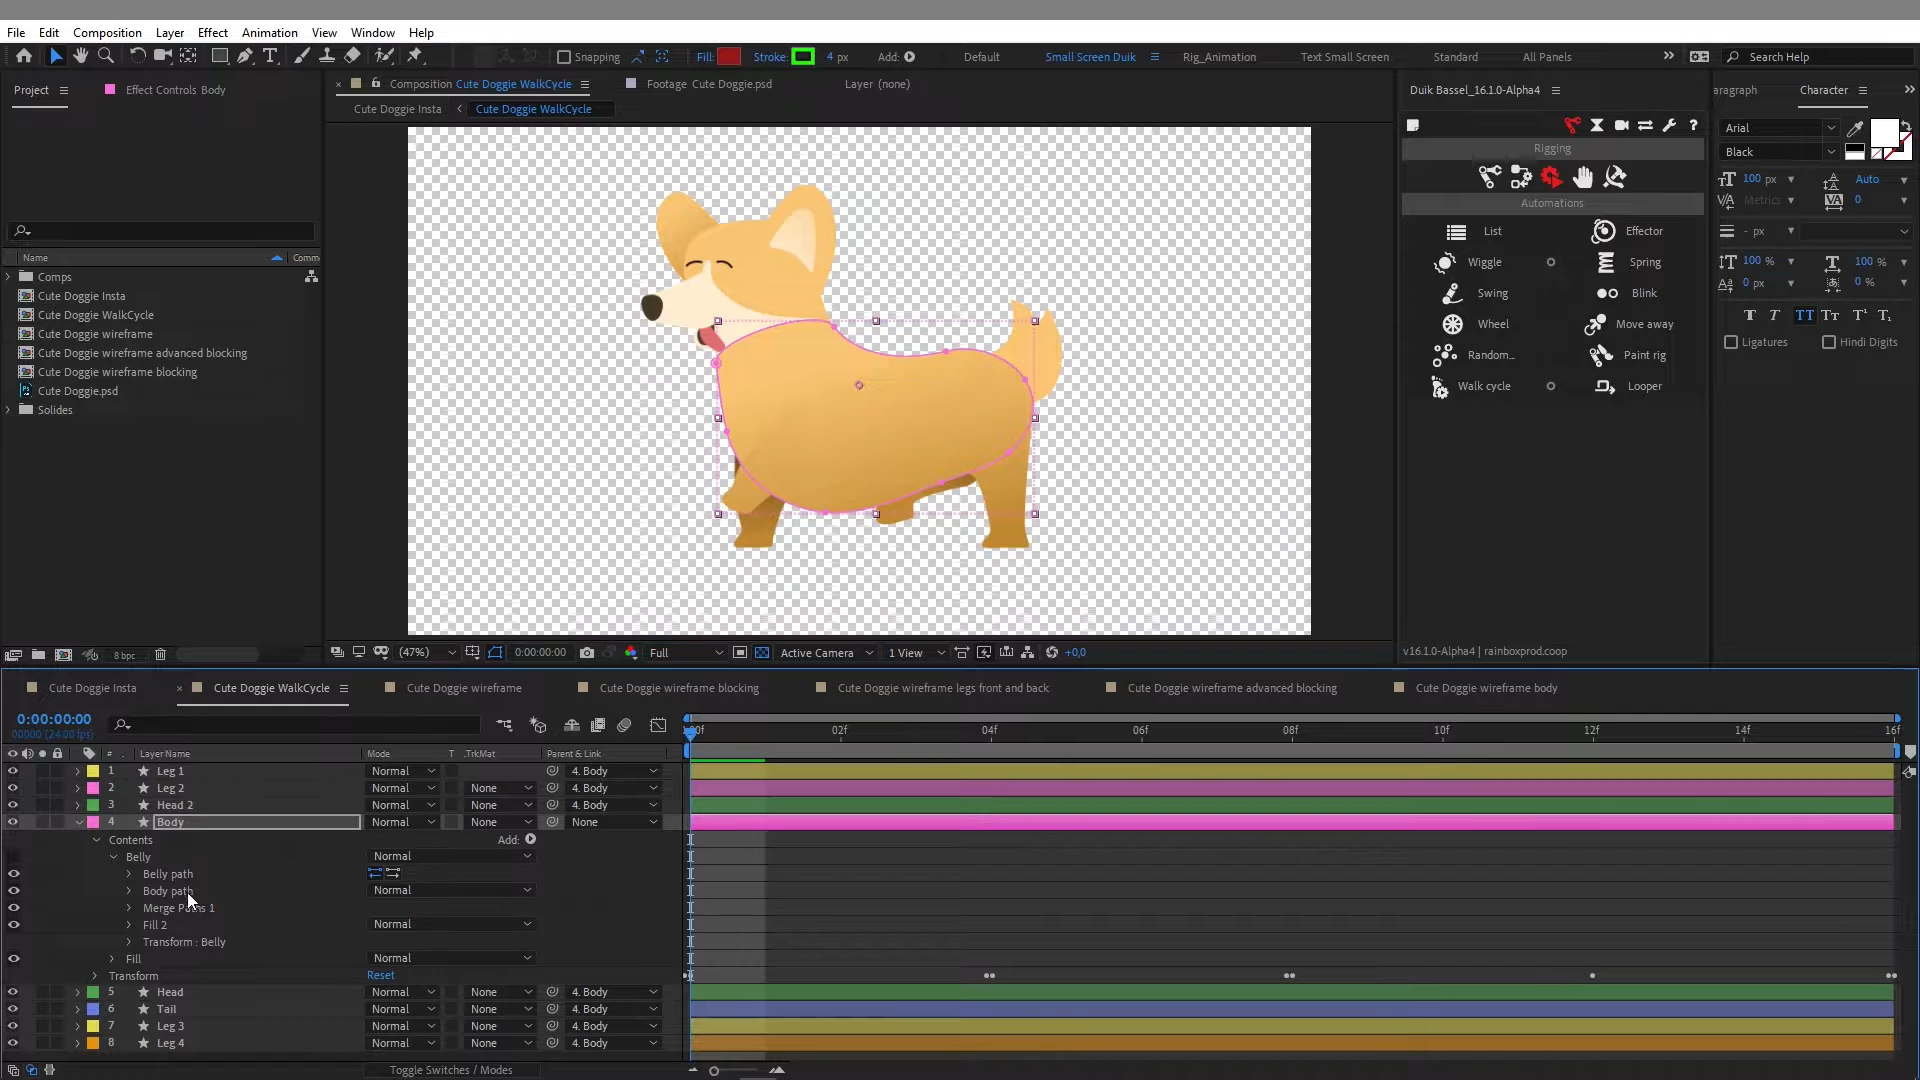 File Edit Composition Layer Effect Animation View Window Help
Snapping Fill: Stroke: 4 px Add: Default Small Screen Duik Rig_Animation Text Small Screen Standard All Panels Search Help
Project Effect Controls Body
Composition Cute Doggie WalkCycle Footage Cute Doggie.psd Layer (none)
Cute Doggie Insta Cute Doggie WalkCycle
Name Comm
Comps
Cute Doggie Insta
Cute Doggie WalkCycle
Cute Doggie wireframe
Cute Doggie wireframe advanced blocking
Cute Doggie wireframe blocking
Cute Doggie.psd
Solides
8 bpc
(47%) 0:00:00:00 Full Active Camera 1 View +0,0
Duik Bassel_16.1.0-Alpha4
?
Rigging
Automations
List Effector
Wiggle Spring
Swing Blink
Wheel Move away
Random... Paint rig
Walk cycle Looper
v16.1.0-Alpha4 | rainboxprod.coop
aragraph Character
Arial
Black
100 px Auto
Metrics 0
- px
100 % 100 %
0 px 0 %
T T TT Tт T¹ T₁
Ligatures Hindi Digits
Cute Doggie Insta Cute Doggie WalkCycle Cute Doggie wireframe Cute Doggie wireframe blocking Cute Doggie wireframe legs front and back Cute Doggie wireframe advanced blocking Cute Doggie wireframe body
0:00:00:00
00000 (24.00 fps)
00f 02f 04f 06f 08f 10f 12f 14f 16f
# Layer Name Mode T .TrkMat Parent & Link
1 Leg 1 Normal 4. Body
2 Leg 2 Normal None 4. Body
3 Head 2 Normal None 4. Body
4 Body Normal None None
Contents Add:
Belly Normal
Belly path
Body path Normal
Merge Paths 1
Fill 2 Normal
Transform : Belly
Fill Normal
Transform Reset
5 Head Normal None 4. Body
6 Tail Normal None 4. Body
7 Leg 3 Normal None 4. Body
8 Leg 4 Normal None 4. Body
Toggle Switches / Modes